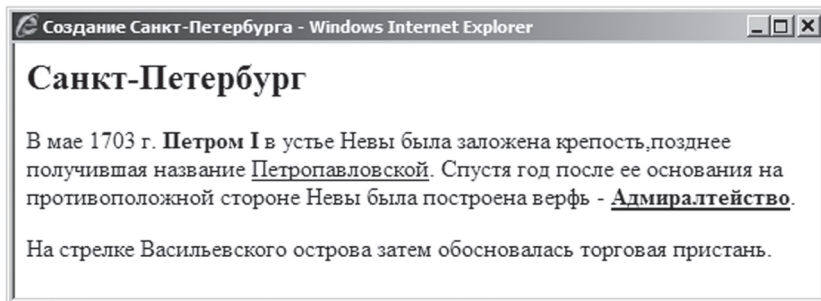 Создание Санкт-Петербурга - Windows Internet Explorer
Санкт-Петербург
В мае 1703 г. Петром I в устье Невы была заложена крепость,позднее
получившая название Петропавловской. Спустя год после ее основания на
противоположной стороне Невы была построена верфь - Адмиралтейство.
На стрелке Васильевского острова затем обосновалась торговая пристань.